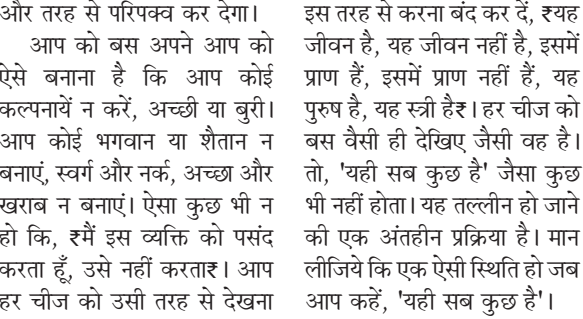 और तरह से परिपक्व कर देगा।
आप को बस अपने आप को
ऐसे बनाना है कि आप कोई
कल्पनायें न करें, अच्छी या बुरी।
आप कोई भगवान या शैतान न
बनाएं, स्वर्ग और नर्क, अच्छा और
खराब न बनाएं। ऐसा कुछ भी न
हो कि, ₹मैं इस व्यक्ति को पसंद
करता हूँ, उसे नहीं करता₹। आप
हर चीज को उसी तरह से देखना
इस तरह से करना बंद कर दें, ₹यह
जीवन है, यह जीवन नहीं है, इसमें
प्राण हैं, इसमें प्राण नहीं हैं, यह
पुरुष है, यह स्त्री है₹। हर चीज को
बस वैसी ही देखिए जैसी वह है।
तो, 'यही सब कुछ है' जैसा कुछ
भी नहीं होता। यह तल्लीन हो जाने
की एक अंतहीन प्रक्रिया है। मान
लीजिये कि एक ऐसी स्थिति हो जब
आप कहें, 'यही सब कुछ है'।